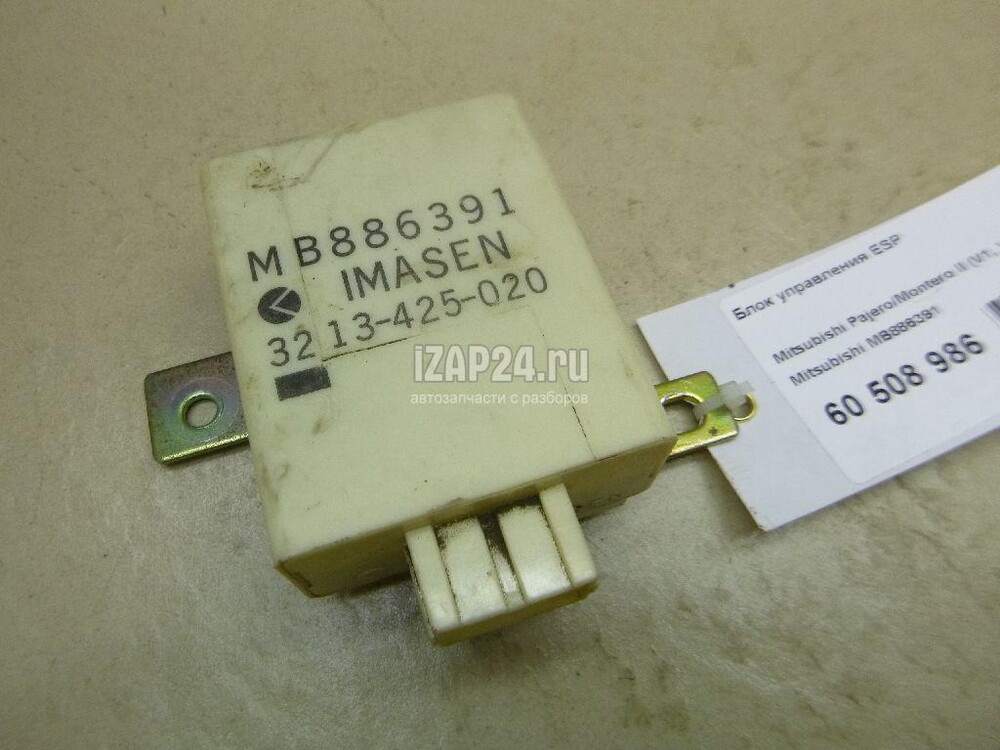 MB886391
IMASEN
3213-425-020
iZAP24.ru
автозапчасти с разборов
Блок управления ESP
Mitsubishi Pajero/Montero II (V1,
Mitsubishi MB886391
60 508 986